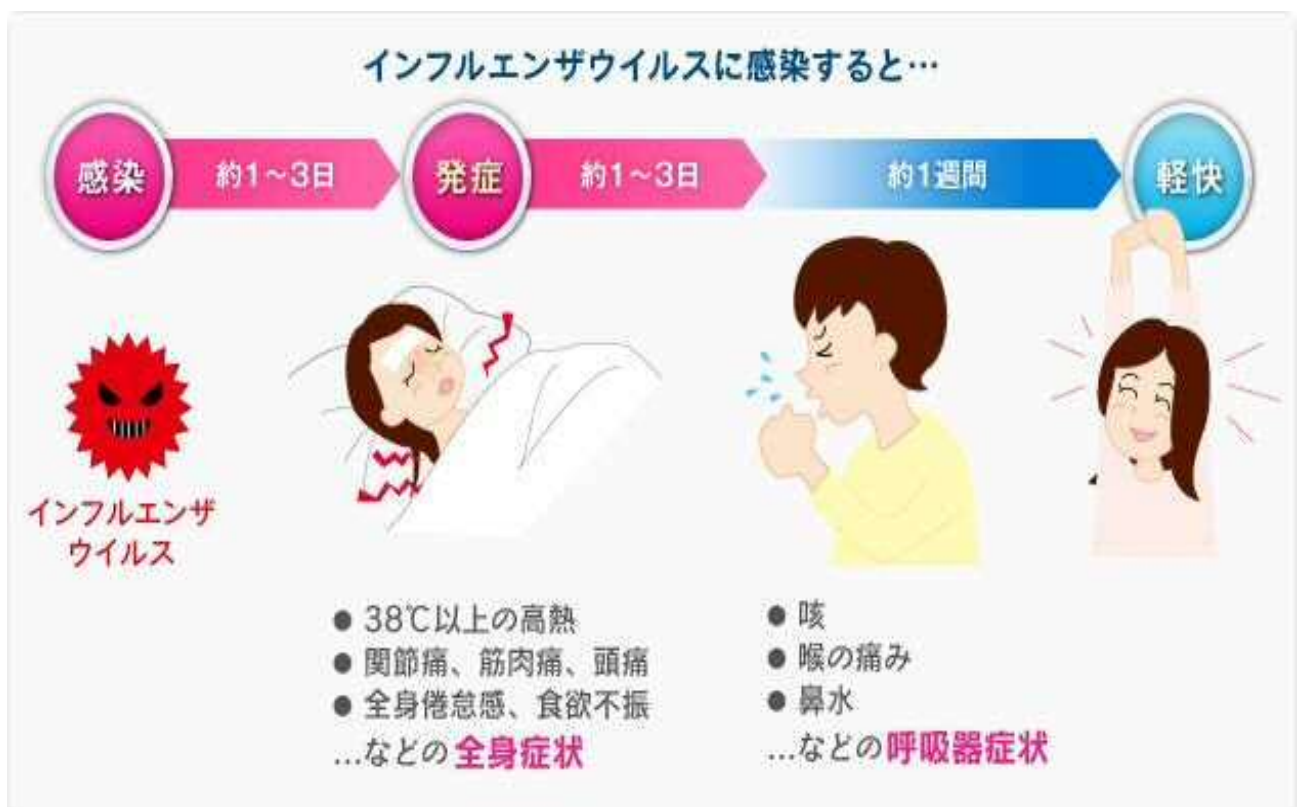 インフルエンザウイルスに感染すると…
感染
約1～3日
発症
約1～3日
約1週間
軽快
インフルエンザ
ウイルス
● 38℃以上の高熱
● 関節痛、筋肉痛、頭痛
● 全身倦怠感、食欲不振
…などの全身症状
● 咳
● 喉の痛み
● 鼻水
…などの呼吸器症状